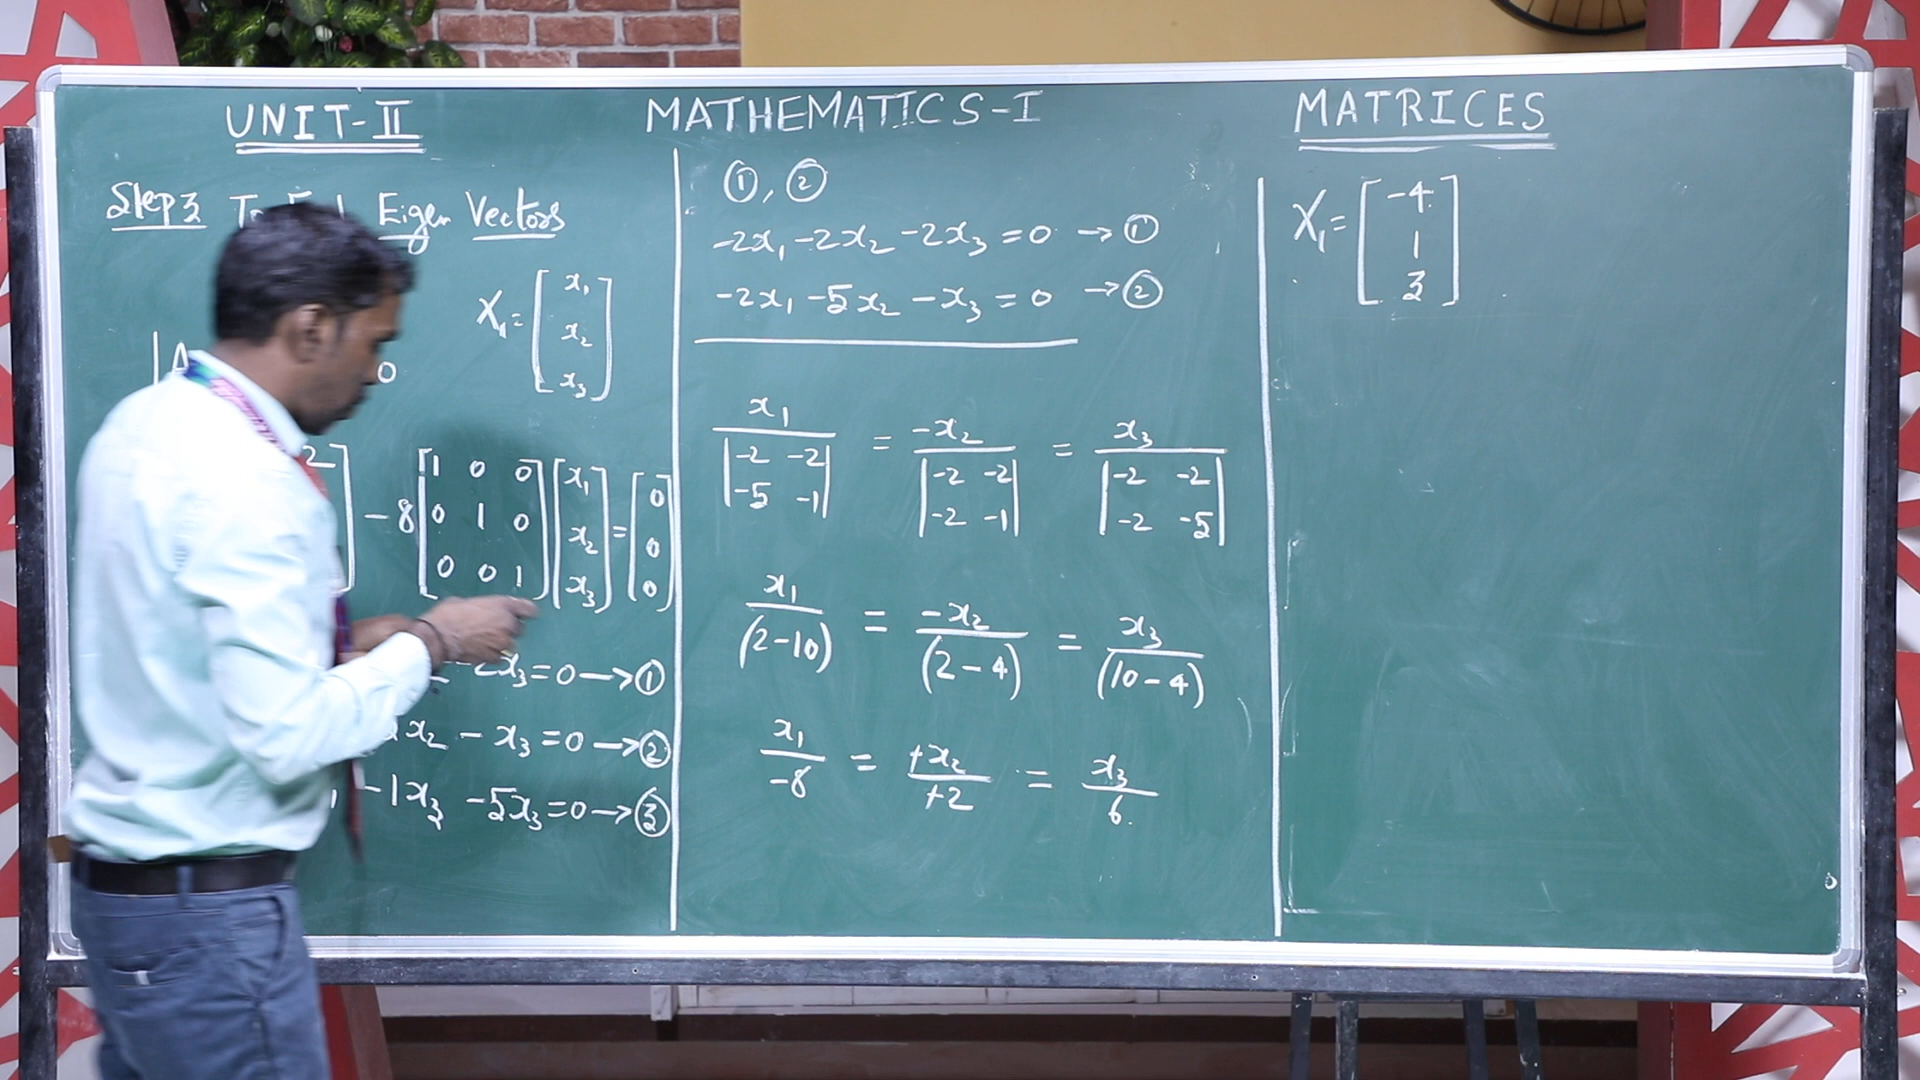 UNIT-II
MATHEMATICS-I
MATRICES
Step 3 Eigen Vectors
X₁ = [x₁ x₂ x₃]
0
2] -8 [1 0 0 [x₁ [0
0 1 0 x₂ = 0
0 0 1] x₃] 0]
-2x₃ = 0 → ①
x₂ - x₃ = 0 → ②
-1x₃ -5x₃ = 0 → ③
①, ②
-2x₁ -2x₂ -2x₃ = 0 → ①
-2x₁ -5x₂ -x₃ = 0 → ②
x₁ / |-2 -2; -5 -1| = -x₂ / |-2 -2; -2 -1| = x₃ / |-2 -2; -2 -5|
x₁ / (2-10) = -x₂ / (2-4) = x₃ / (10-4)
x₁ / -8 = +x₂ / +2 = x₃ / 6
X₁ = [-4
1
3]